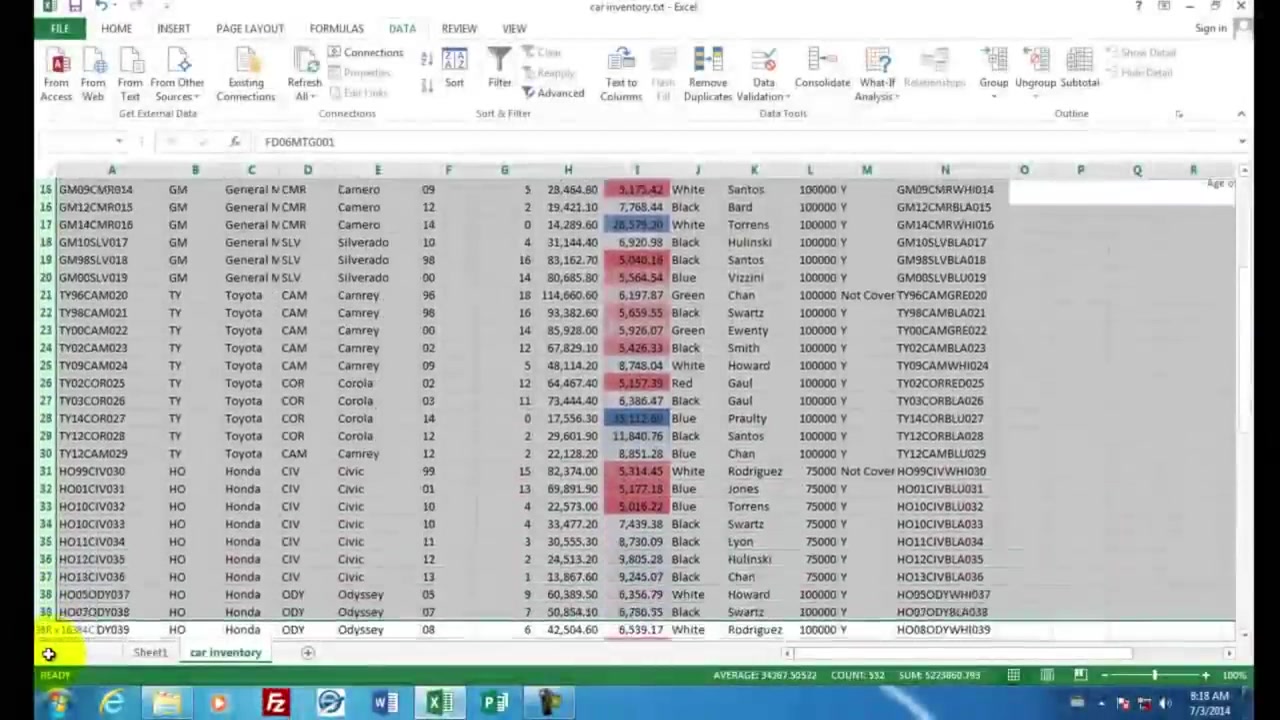 car inventory.txt - Excel
FILE HOME INSERT PAGE LAYOUT FORMULAS DATA REVIEW VIEW Sign in
From Access From Web From Text From Other Sources Existing Connections Refresh All Connections Properties Edit Links Sort Filter Clear Reapply Advanced Text to Columns Flash Fill Remove Duplicates Data Validation Consolidate What-If Analysis Relationships Group Ungroup Subtotal Show Detail Hide Detail
Get External Data Connections Sort & Filter Data Tools Outline
fx FD06MTG001
A B C D E F G H I J K L M N O P Q R
15 GM09CMR014 GM General M CMR Camero 09 5 28,464.60 5,175.42 White Santos 100000 Y GM09CMRWHI014 Age o
16 GM12CMR015 GM General M CMR Camero 12 2 19,421.10 7,768.44 Black Bard 100000 Y GM12CMRBLA015
17 GM14CMR016 GM General M CMR Camero 14 0 14,289.60 28,579.20 White Torrens 100000 Y GM14CMRWHI016
18 GM10SLV017 GM General M SLV Silverado 10 4 31,144.40 6,920.98 Black Hulinski 100000 Y GM10SLVBLA017
19 GM98SLV018 GM General M SLV Silverado 98 16 83,162.70 5,040.16 Black Santos 100000 Y GM98SLVBLA018
20 GM00SLV019 GM General M SLV Silverado 00 14 80,685.80 5,564.54 Blue Vizzini 100000 Y GM00SLVBLU019
21 TY96CAM020 TY Toyota CAM Camrey 96 18 114,660.60 6,197.87 Green Chan 100000 Not Cover TY96CAMGRE020
22 TY98CAM021 TY Toyota CAM Camrey 98 16 93,382.60 5,659.55 Black Swartz 100000 Y TY98CAMBLA021
23 TY00CAM022 TY Toyota CAM Camrey 00 14 85,928.00 5,926.07 Green Ewenty 100000 Y TY00CAMGRE022
24 TY02CAM023 TY Toyota CAM Camrey 02 12 67,829.10 5,426.33 Black Smith 100000 Y TY02CAMBLA023
25 TY09CAM024 TY Toyota CAM Camrey 09 5 48,114.20 8,748.04 White Howard 100000 Y TY09CAMWHI024
26 TY02COR025 TY Toyota COR Corola 02 12 64,467.40 5,157.39 Red Gaul 100000 Y TY02CORRED025
27 TY03COR026 TY Toyota COR Corola 03 11 73,444.40 6,386.47 Black Gaul 100000 Y TY03CORBLA026
28 TY14COR027 TY Toyota COR Corola 14 0 17,556.30 35,112.60 Blue Praulty 100000 Y TY14CORBLU027
29 TY12COR028 TY Toyota COR Corola 12 2 29,601.90 11,840.76 Black Santos 100000 Y TY12CORBLA028
30 TY12CAM029 TY Toyota CAM Camrey 12 2 22,128.20 8,851.28 Blue Chan 100000 Y TY12CAMBLU029
31 HO99CIV030 HO Honda CIV Civic 99 15 82,374.00 5,314.45 White Rodriguez 75000 Not Cover HO99CIVWHI030
32 HO01CIV031 HO Honda CIV Civic 01 13 69,891.90 5,177.18 Blue Jones 75000 Y HO01CIVBLU031
33 HO10CIV032 HO Honda CIV Civic 10 4 22,573.00 5,016.22 Blue Torrens 75000 Y HO10CIVBLU032
34 HO10CIV033 HO Honda CIV Civic 10 4 33,477.20 7,439.38 Black Swartz 75000 Y HO10CIVBLA033
35 HO11CIV034 HO Honda CIV Civic 11 3 30,555.30 8,730.09 Black Lyon 75000 Y HO11CIVBLA034
36 HO12CIV035 HO Honda CIV Civic 12 2 24,513.20 9,805.28 Black Hulinski 75000 Y HO12CIVBLA035
37 HO13CIV036 HO Honda CIV Civic 13 1 13,867.60 9,245.07 Black Chan 75000 Y HO13CIVBLA036
38 HO05ODY037 HO Honda ODY Odyssey 05 9 60,389.50 6,356.79 White Howard 100000 Y HO05ODYWHI037
39 HO07ODY038 HO Honda ODY Odyssey 07 7 50,854.10 6,780.55 Black Swartz 100000 Y HO07ODYBLA038
38R x 16384C DY039 HO Honda ODY Odyssey 08 6 42,504.60 6,539.17 White Rodriguez 100000 Y HO08ODYWHI039
Sheet1 car inventory
READY AVERAGE: 34267.50522 COUNT: 532 SUM: 5223860.793 100%
8:18 AM
7/3/2014